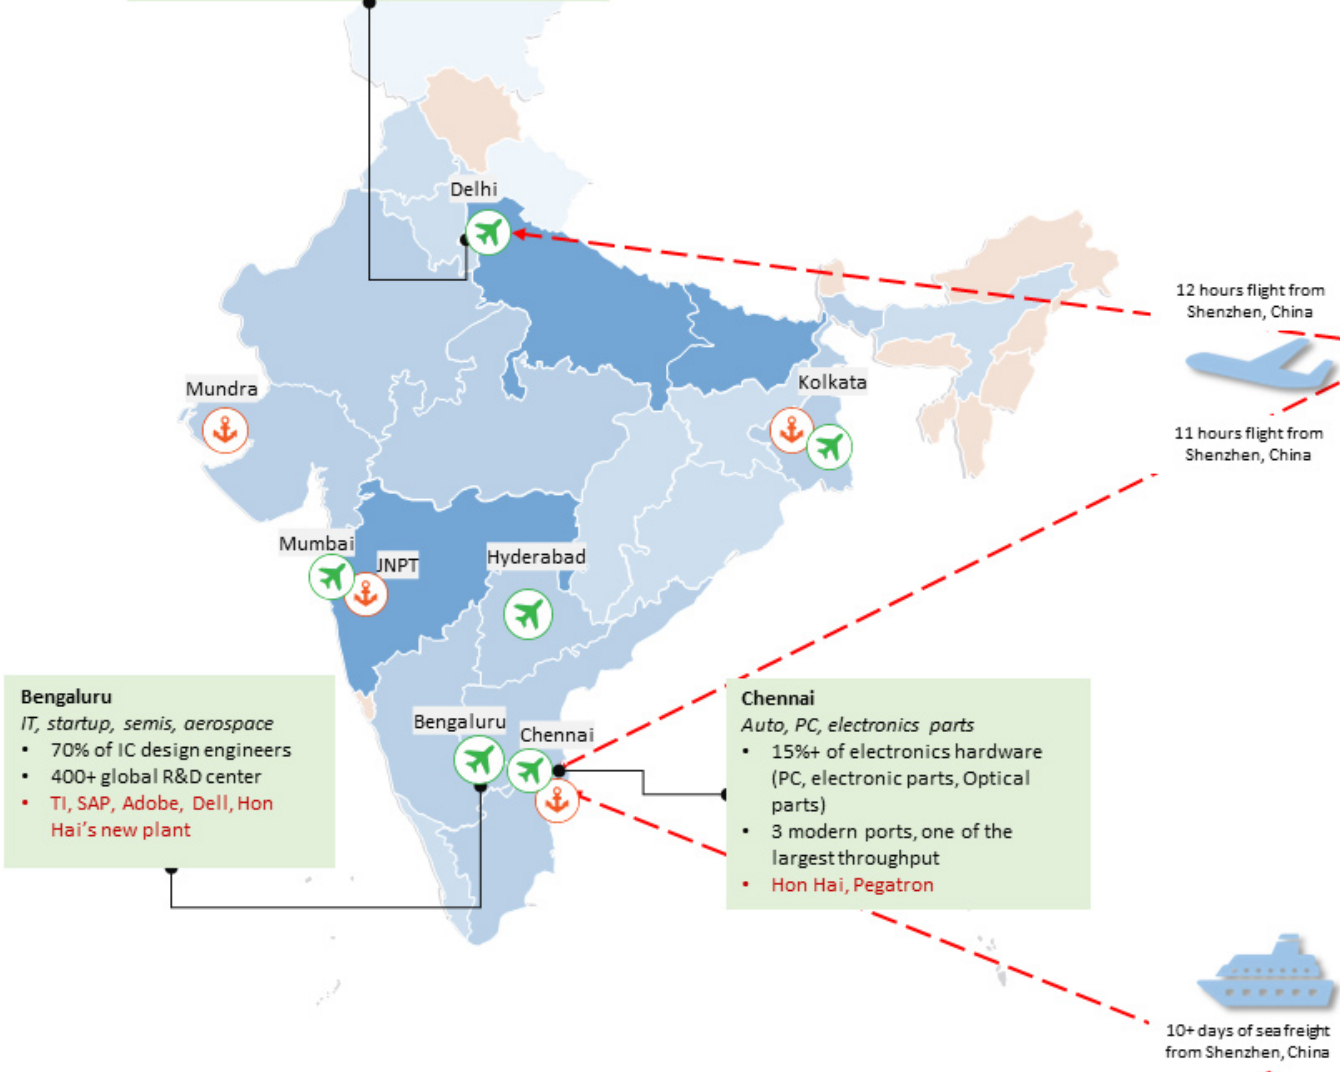 Delhi
12 hours flight from
Shenzhen, China
Mundra
Kolkata
11 hours flight from
Shenzhen, China
Mumbai
JNPT
Hyderabad
Bengaluru
IT, startup, semis, aerospace
• 70% of IC design engineers
• 400+ global R&D center
• TI, SAP, Adobe, Dell, Hon
Hai's new plant
Bengaluru
Chennai
Chennai
Auto, PC, electronics parts
• 15%+ of electronics hardware
(PC, electronic parts, Optical
parts)
• 3 modern ports, one of the
largest throughput
• Hon Hai, Pegatron
10+ days of sea freight
from Shenzhen, China